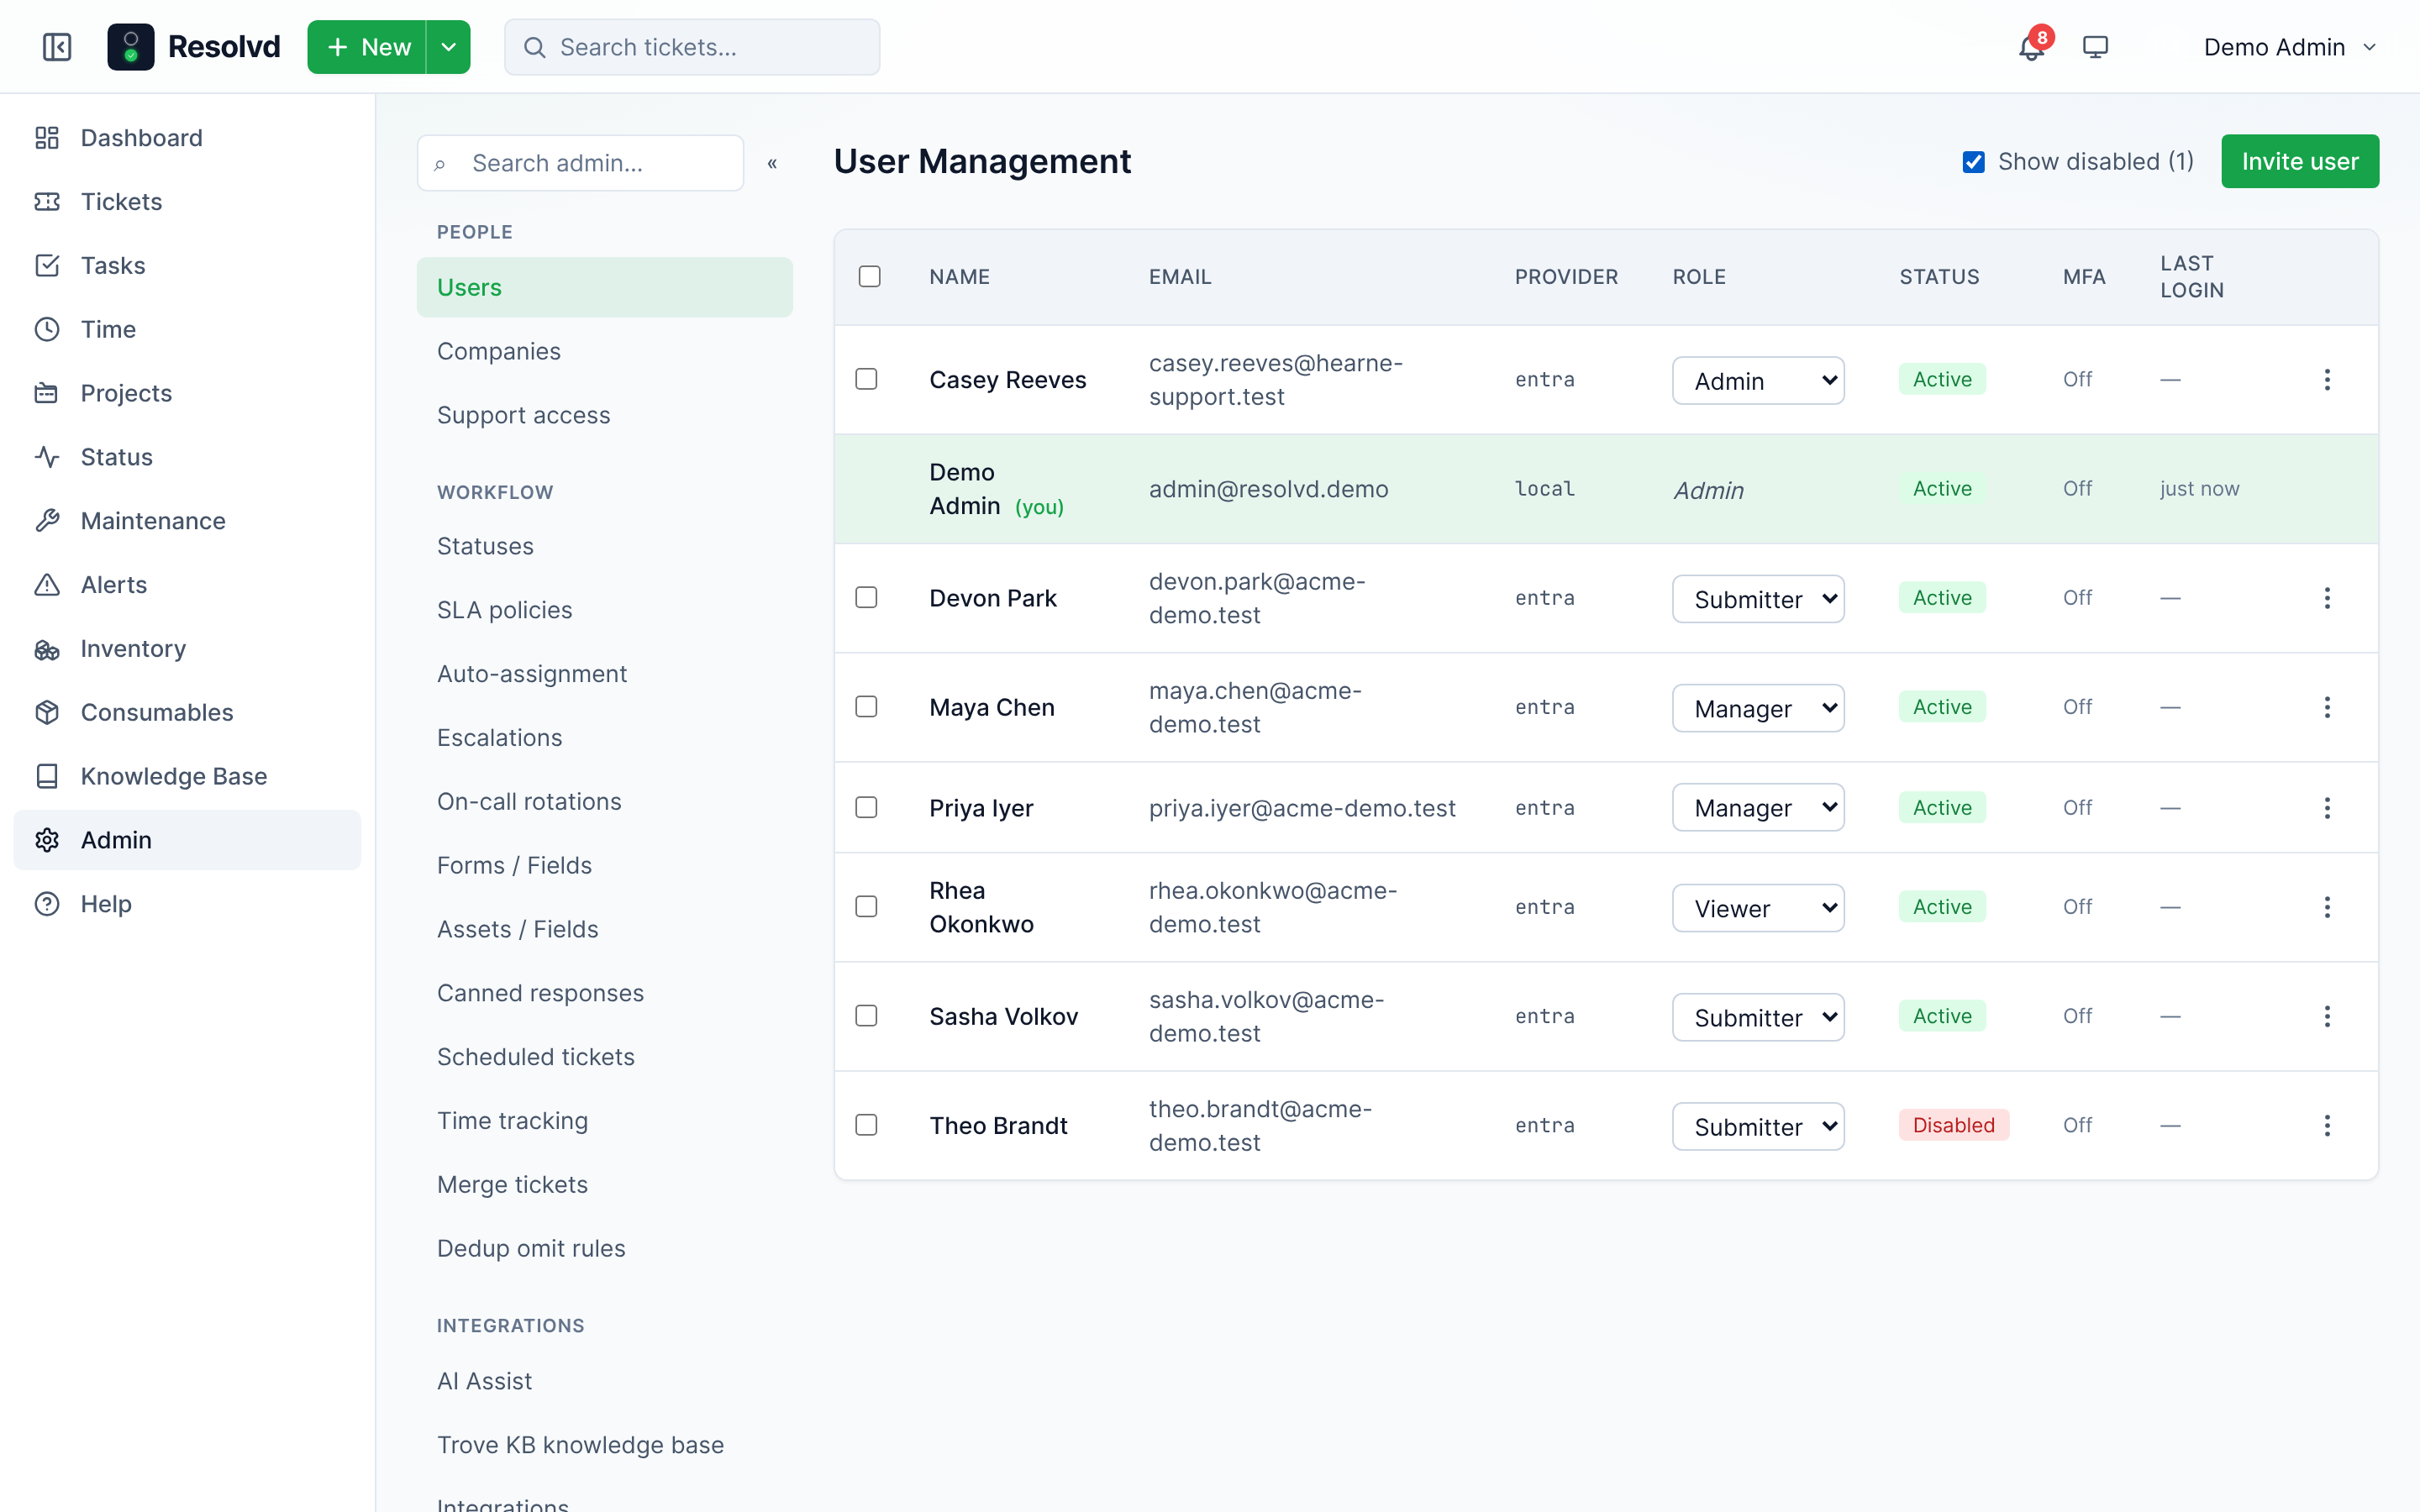 Resolvd
New
Search tickets...
8
Demo Admin
Dashboard
Tickets
Tasks
Time
Projects
Status
Maintenance
Alerts
Inventory
Consumables
Knowledge Base
Admin
Help
Search admin...
«
PEOPLE
Users
Companies
Support access
WORKFLOW
Statuses
SLA policies
Auto-assignment
Escalations
On-call rotations
Forms / Fields
Assets / Fields
Canned responses
Scheduled tickets
Time tracking
Merge tickets
Dedup omit rules
INTEGRATIONS
AI Assist
Trove KB knowledge base
Integrations
User Management
Show disabled (1)
Invite user
NAME EMAIL PROVIDER ROLE STATUS MFA LAST
LOGIN
Casey Reeves casey.reeves@hearne-
support.test entra Admin Active Off —
Demo
Admin (you) admin@resolvd.demo local Admin Active Off just now
Devon Park devon.park@acme-
demo.test entra Submitter Active Off —
Maya Chen maya.chen@acme-
demo.test entra Manager Active Off —
Priya Iyer priya.iyer@acme-demo.test entra Manager Active Off —
Rhea
Okonkwo rhea.okonkwo@acme-
demo.test entra Viewer Active Off —
Sasha Volkov sasha.volkov@acme-
demo.test entra Submitter Active Off —
Theo Brandt theo.brandt@acme-
demo.test entra Submitter Disabled Off —